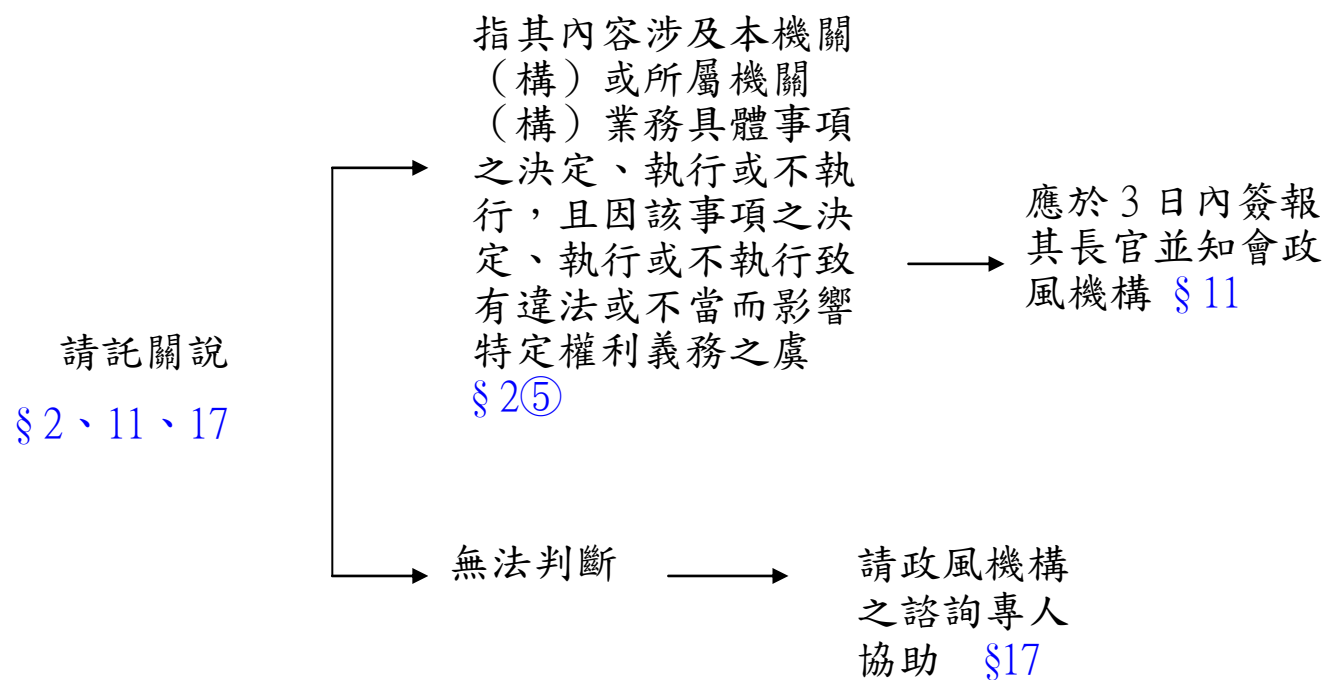 指其內容涉及本機關
（構）或所屬機關
（構）業務具體事項
之決定、執行或不執
行，且因該事項之決
定、執行或不執行致
有違法或不當而影響
特定權利義務之虞
§2⑤
應於3日內簽報
其長官並知會政
風機構 §11
請託關說
§2、11、17
無法判斷
請政風機構
之諮詢專人
協助 §17